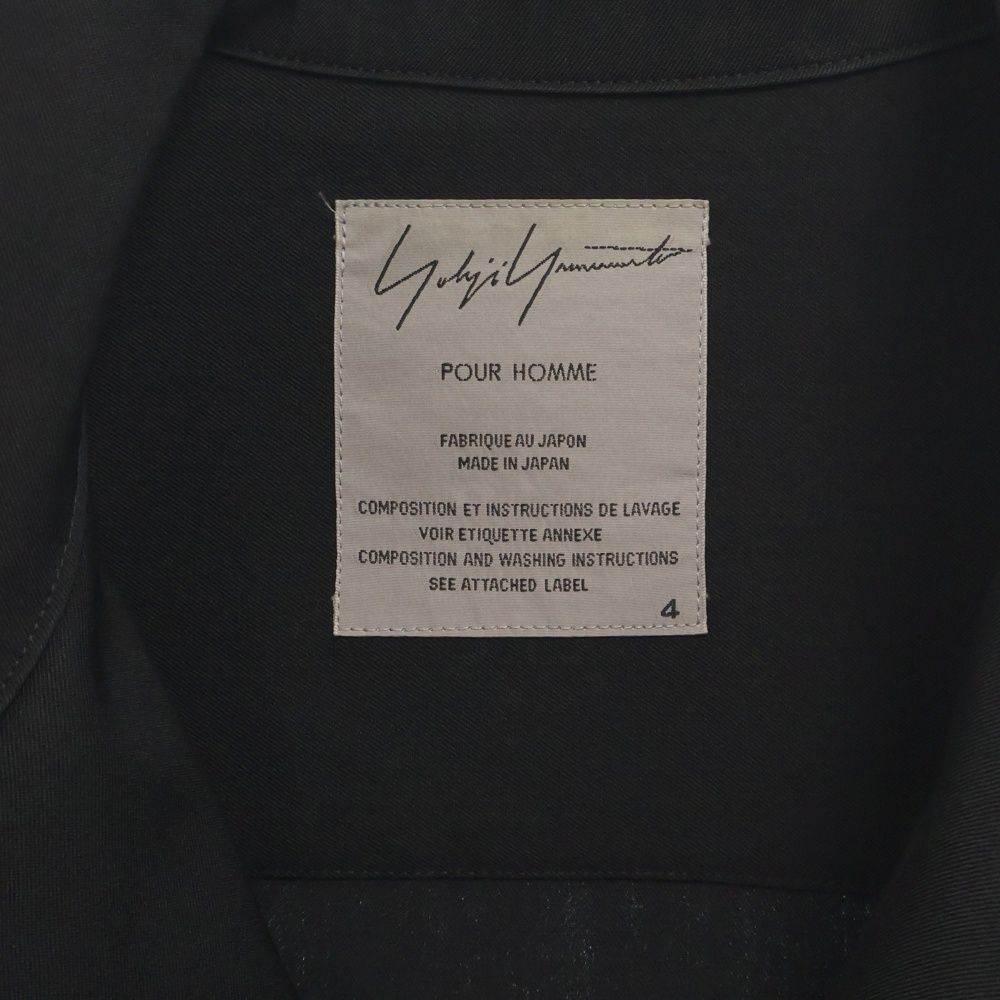 Yohji Yamamoto
POUR HOMME
FABRIQUE AU JAPON
MADE IN JAPAN
COMPOSITION ET INSTRUCTIONS DE LAVAGE
VOIR ETIQUETTE ANNEXE
COMPOSITION AND WASHING INSTRUCTIONS
SEE ATTACHED LABEL
4